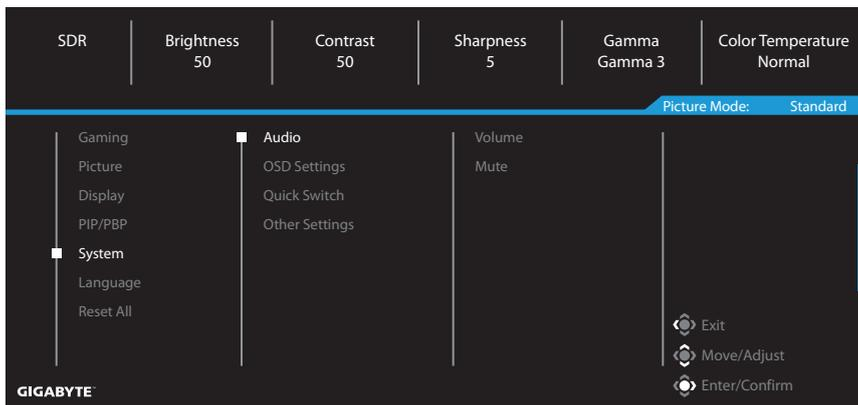 SDR
Brightness
50
Contrast
50
Sharpness
5
Gamma
Gamma 3
Color Temperature
Normal
Picture Mode: Standard
Gaming
Picture
Display
PIP/PBP
System
Language
Reset All
Audio
OSD Settings
Quick Switch
Other Settings
Volume
Mute
Exit
Move/Adjust
Enter/Confirm
GIGABYTE™